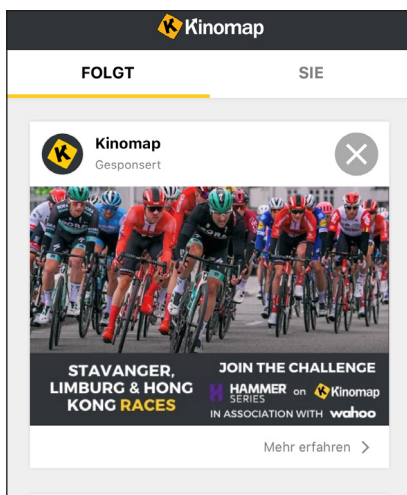 Kinomap
FOLGT SIE
Kinomap
Gesponsert
STAVANGER,
LIMBURG & HONG
KONG RACES
JOIN THE CHALLENGE
HAMMER SERIES on Kinomap
IN ASSOCIATION WITH wahoo
Mehr erfahren